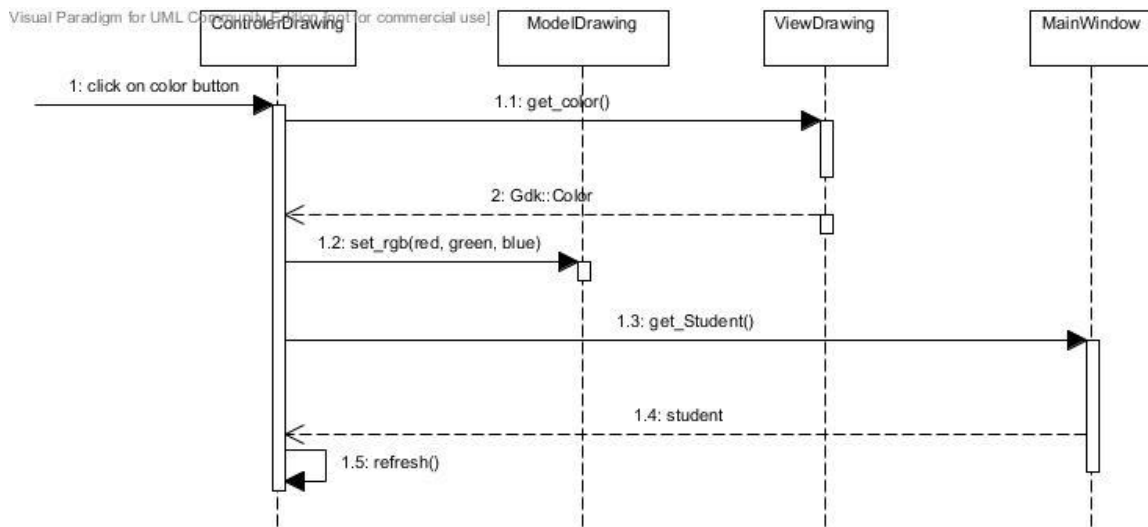 Visual Paradigm for UML Community Edition [not for commercial use]
ControlerDrawing
ModelDrawing
ViewDrawing
MainWindow
1: click on color button
1.1: get_color()
2: Gdk::Color
1.2: set_rgb(red, green, blue)
1.3: get_Student()
1.4: student
1.5: refresh()